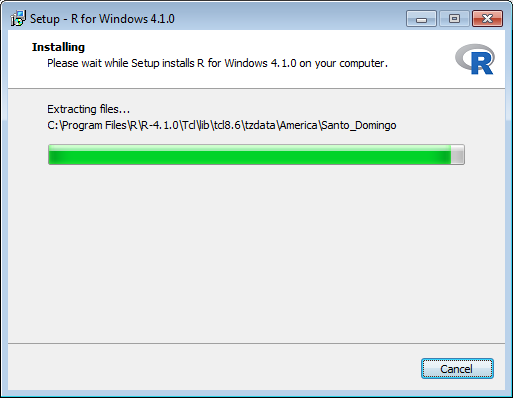 Setup - R for Windows 4.1.0
Installing
Please wait while Setup installs R for Windows 4.1.0 on your computer.
R
Extracting files...
C:\Program Files\R\R-4.1.0\Tcl\lib\tcl8.6\tzdata\America\Santo_Domingo
Cancel